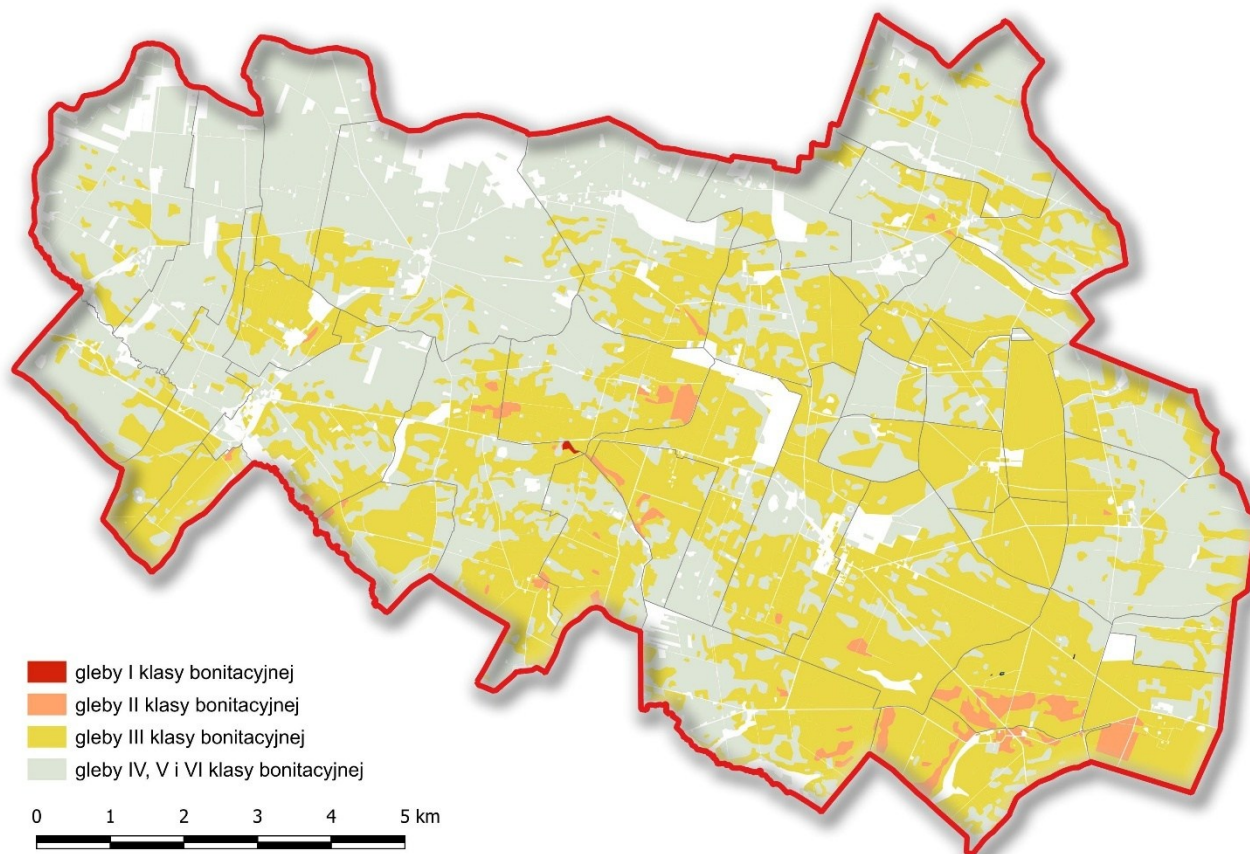 gleby I klasy bonitacyjnej
gleby II klasy bonitacyjnej
gleby III klasy bonitacyjnej
gleby IV, V i VI klasy bonitacyjnej
0 1 2 3 4 5 km